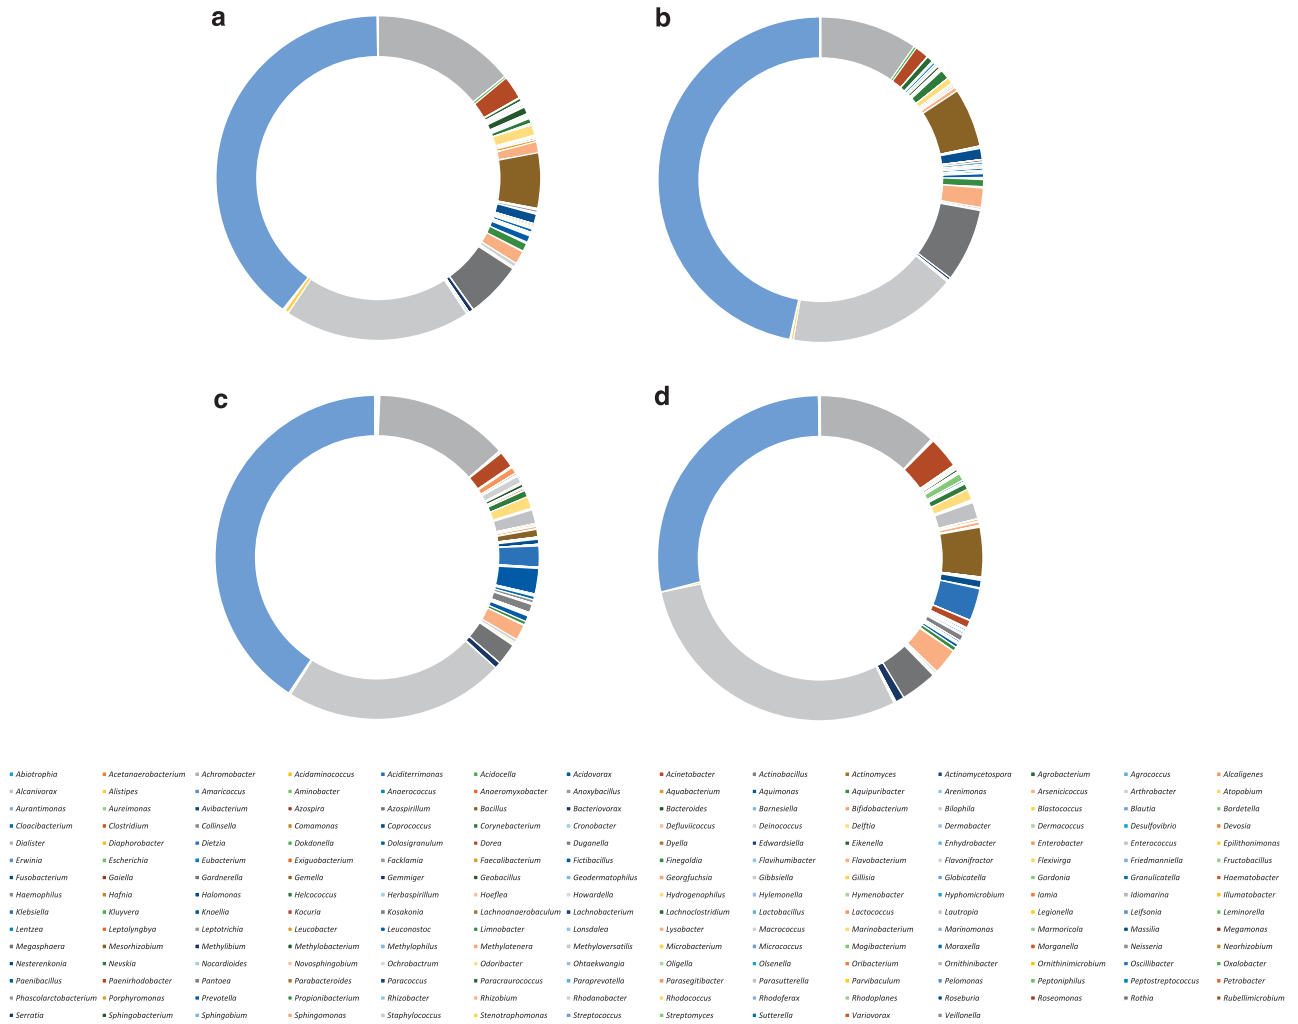 a b
c d
Abiotrophia Acetanaerobacterium Achromobacter Acidaminococcus Aciditerrimonas Acidocella Acidovorax Acinetobacter Actinobacillus Actinomyces Actinomycetospora Agrobacterium Agrococcus Alcaligenes
Alcanivorax Alistipes Amaricoccus Aminobacter Anaerococcus Anaeromyxobacter Anoxybacillus Aquabacterium Aquimonas Aquipuribacter Arenimonas Arsenicicoccus Arthrobacter Atopobium
Aurantimonas Aureimonas Avibacterium Azospira Azospirillum Bacillus Bacteriovorax Bacteroides Barnesiella Bifidobacterium Bilophila Blastococcus Blautia Bordetella
Cloacibacterium Clostridium Collinsella Comamonas Coprococcus Corynebacterium Cronobacter Defluviicoccus Deinococcus Delftia Dermabacter Dermacoccus Desulfovibrio Devosia
Dialister Diaphorobacter Dietzia Dokdonella Dolosigranulum Dorea Duganella Dyella Edwardsiella Eikenella Enhydrobacter Enterobacter Enterococcus Epilithonimonas
Erwinia Escherichia Eubacterium Exiguobacterium Facklamia Faecalibacterium Fictibacillus Finegoldia Flavihumibacter Flavobacterium Flavonifractor Flexivirga Friedmanniella Fructobacillus
Fusobacterium Gaiella Gardnerella Gemella Gemmiger Geobacillus Geodermatophilus Georgfuchsia Gibbsiella Gillisia Globicatella Gordonia Granulicatella Haematobacter
Haemophilus Hafnia Halomonas Helcococcus Herbaspirillum Hoeflea Howardella Hydrogenophilus Hylemonella Hymenobacter Hyphomicrobium Iamia Idiomarina Illumatobacter
Klebsiella Kluyvera Knoellia Kocuria Kosakonia Lachnoanaerobaculum Lachnobacterium Lachnoclostridium Lactobacillus Lactococcus Lautropia Legionella Leifsonia Leminorella
Lentzea Leptolyngbya Leptotrichia Leucobacter Leuconostoc Limnobacter Lonsdalea Lysobacter Macrococcus Marinobacterium Marinomonas Marmoricola Massilia Megamonas
Megasphaera Mesorhizobium Methylibium Methylobacterium Methylophilus Methylotenera Methyloversatilis Microbacterium Micrococcus Mogibacterium Moraxella Morganella Neisseria Neorhizobium
Nesterenkonia Nevskia Nocardioides Novosphingobium Ochrobactrum Odoribacter Ohtaekwangia Oligella Olsenella Oribacterium Ornithinibacter Ornithinimicrobium Oscillibacter Oxalobacter
Paenibacillus Paenirhodobacter Pantoea Parabacteroides Paracoccus Paracraurococcus Paraprevotella Parasegitibacter Parasutterella Parvibaculum Pelomonas Peptoniphilus Peptostreptococcus Petrobacter
Phascolarctobacterium Porphyromonas Prevotella Propionibacterium Rhizobacter Rhizobium Rhodanobacter Rhodococcus Rhodoferax Rhodoplanes Roseburia Roseomonas Rothia Rubellimicrobium
Serratia Sphingobacterium Sphingobium Sphingomonas Staphylococcus Stenotrophomonas Streptococcus Streptomyces Sutterella Variovorax Veillonella